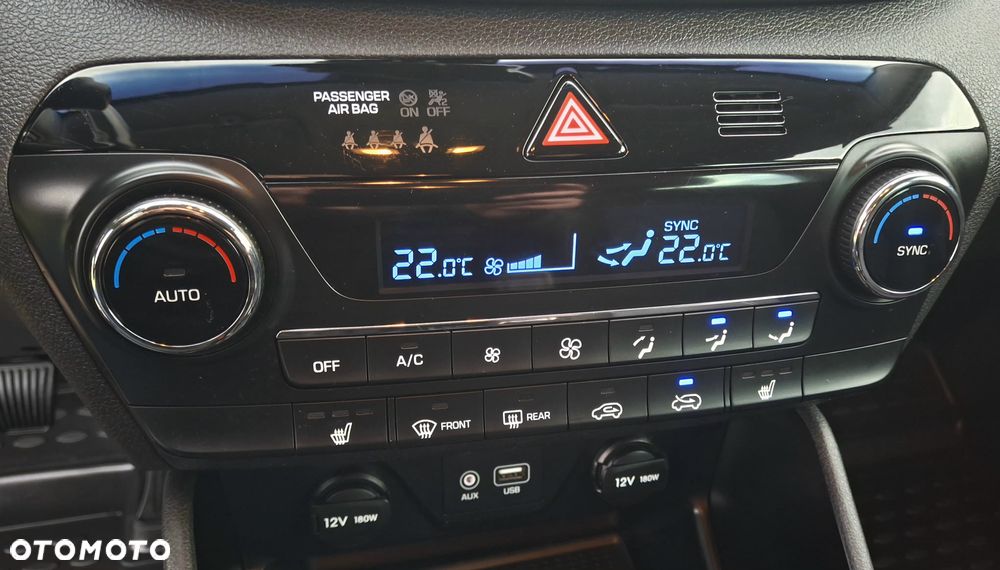 PASSENGER
AIR BAG
ON OFF
SYNC
22.0°C
22.0°C
AUTO
SYNC
OFF
A/C
FRONT
REAR
AUX
USB
12V 180W
12V 180W
OTOMOTO